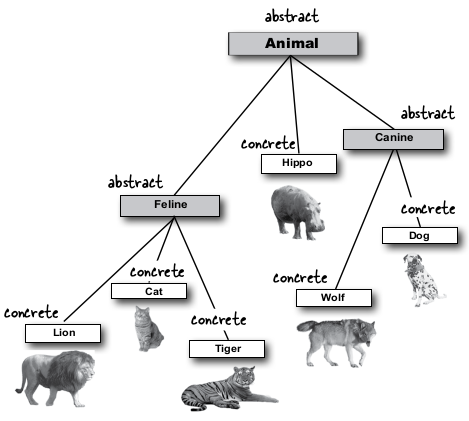 abstract
Animal
abstract
Canine
concrete
Hippo
abstract
Feline
concrete
Dog
concrete
Cat
concrete
Wolf
concrete
Lion
concrete
Tiger